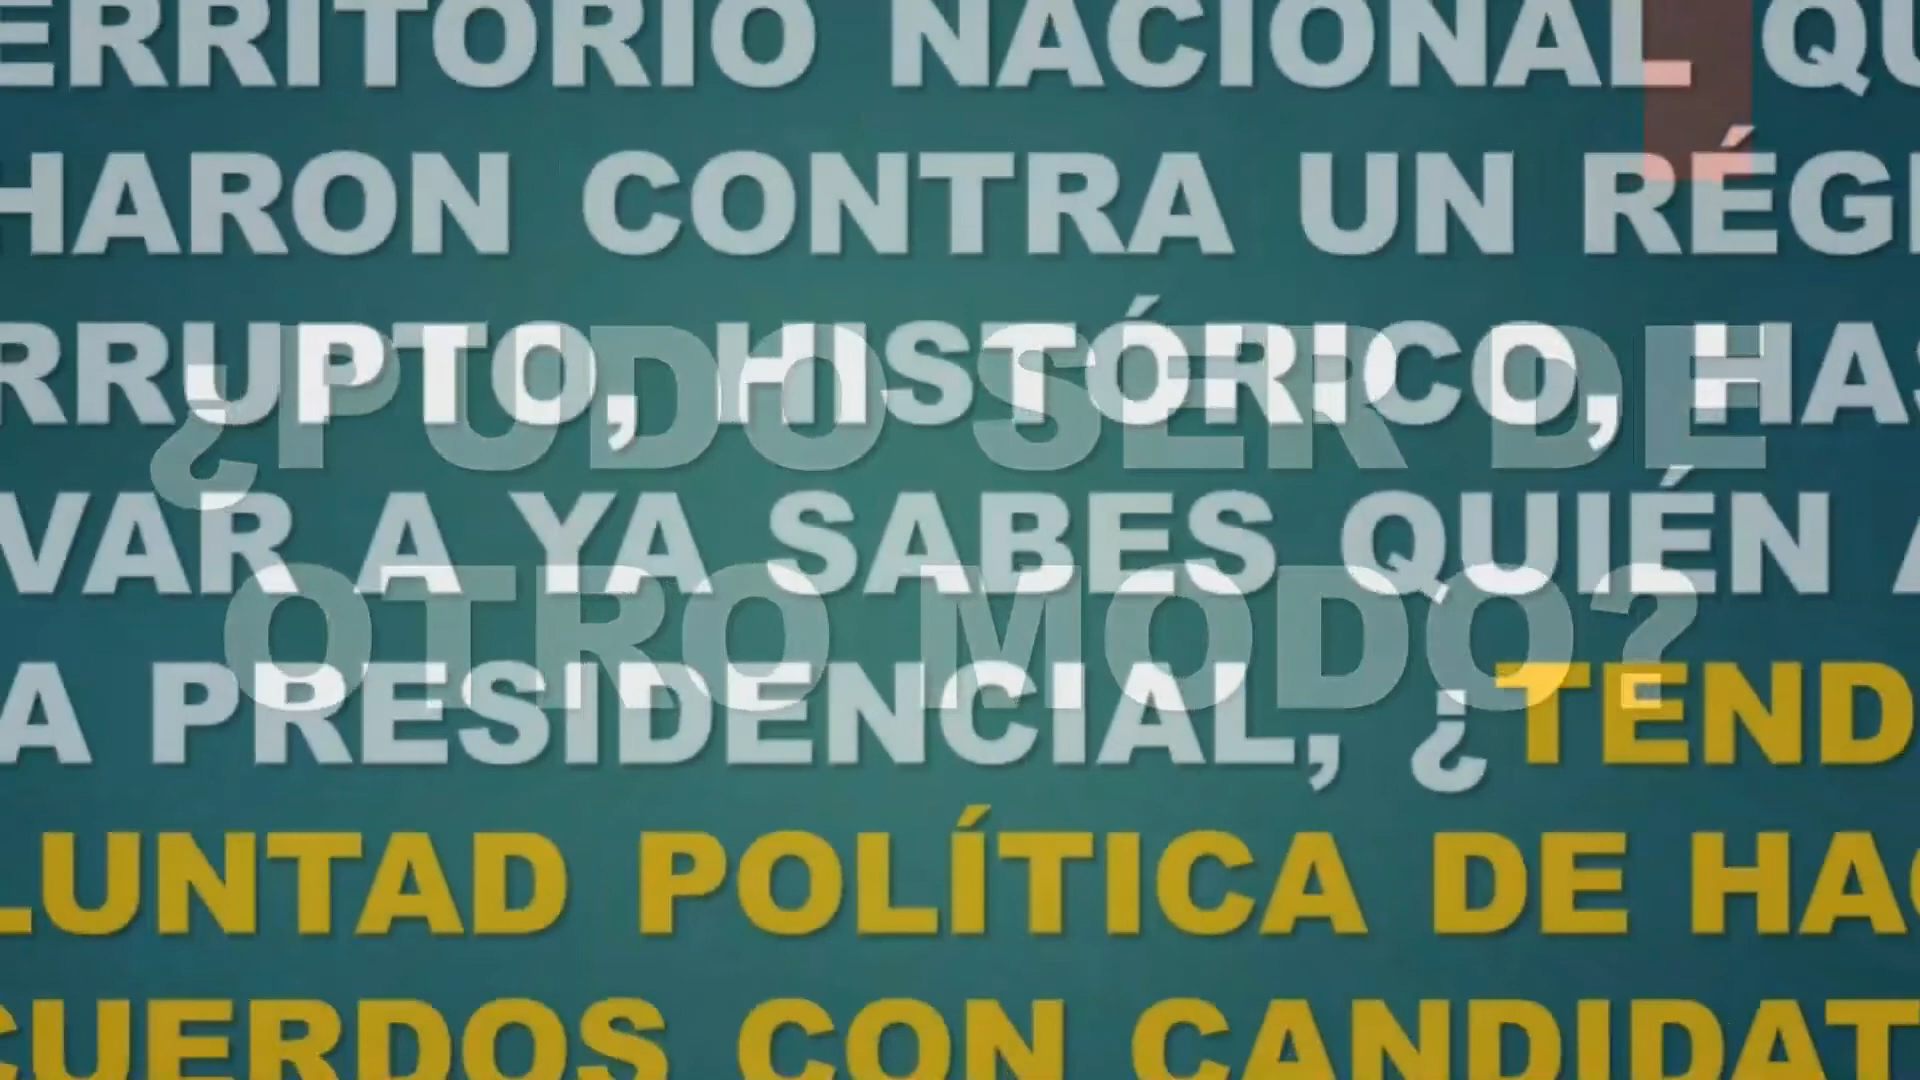 ERRITORIO NACIONAL QU
HARON CONTRA UN RÉG
RRUPTO, HISTÓRICO, HAS
VAR A YA SABES QUIÉN A
A PRESIDENCIAL, ¿TEND
LUNTAD POLÍTICA DE HAC
CUERDOS CON CANDIDAT
¿PUDO SER DE
OTRO MODO?